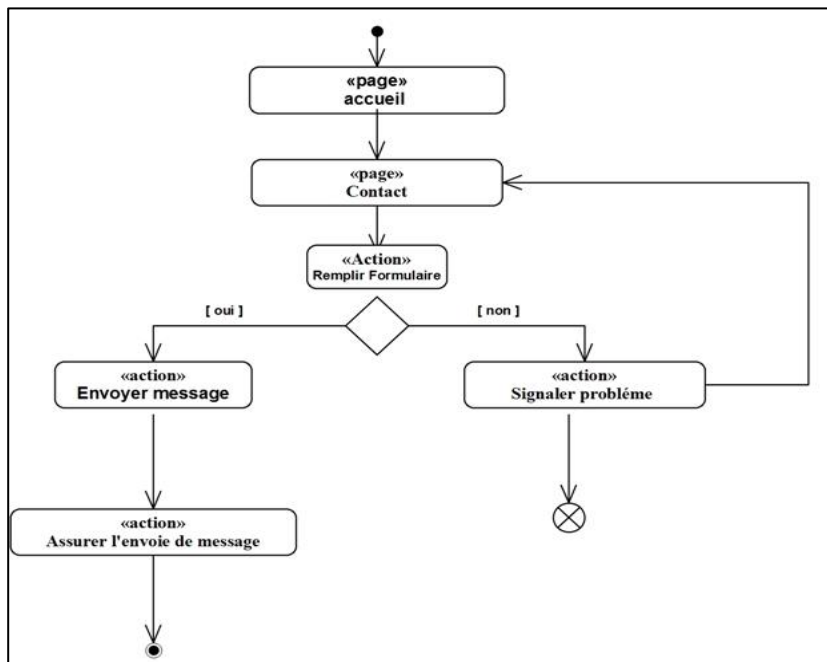 «page»
accueil
«page»
Contact
«Action»
Remplir Formulaire
[ oui ]
[ non ]
«action»
Envoyer message
«action»
Signaler probléme
«action»
Assurer l'envoie de message